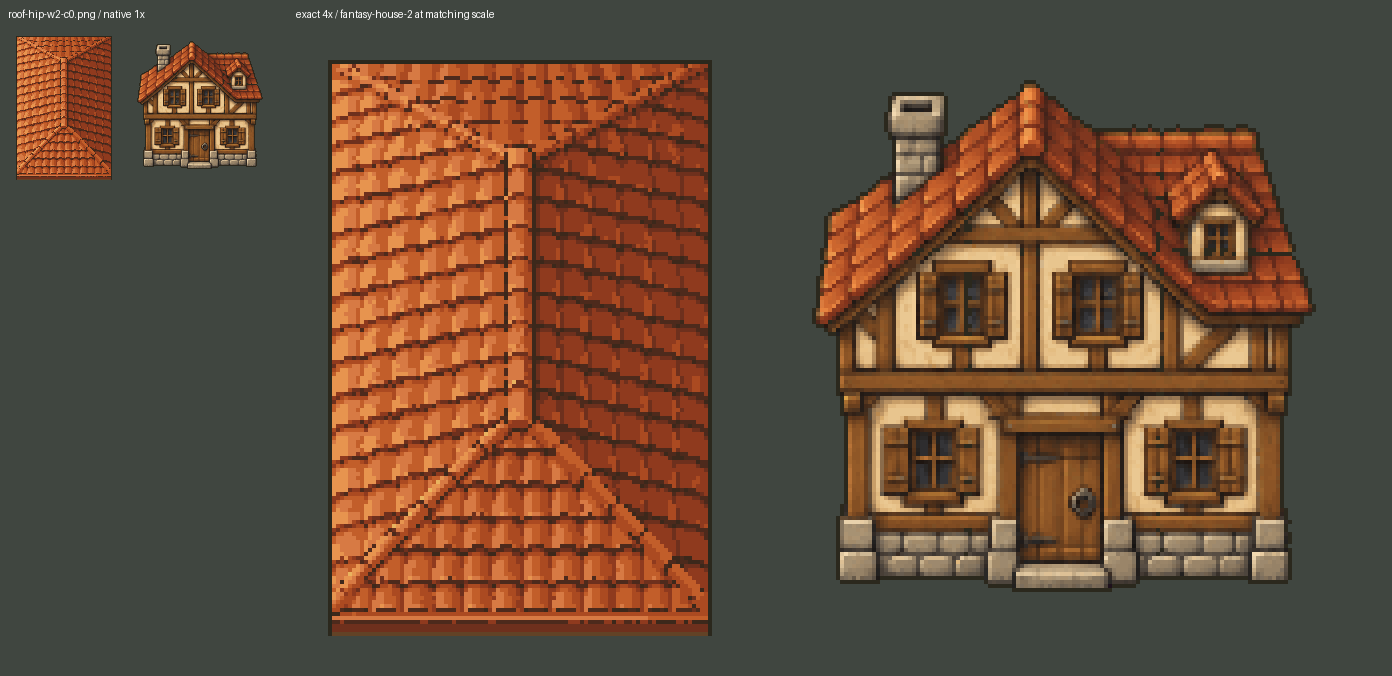 roof-hip-w2-c0.png / native 1x
exact 4x / fantasy-house-2 at matching scale